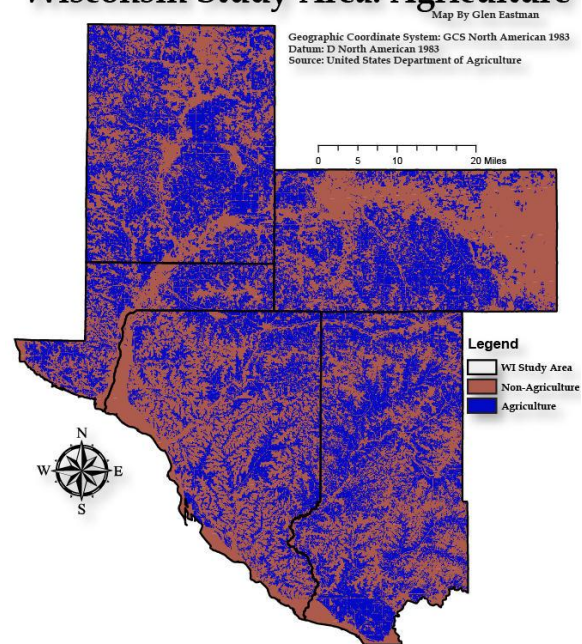 Wisconsin Study Area: Agriculture
Map By Glen Eastman
Geographic Coordinate System: GCS North American 1983
Datum: D North American 1983
Source: United States Department of Agriculture
0 5 10 20 Miles
Legend
WI Study Area
Non-Agriculture
Agriculture
N
W E
S